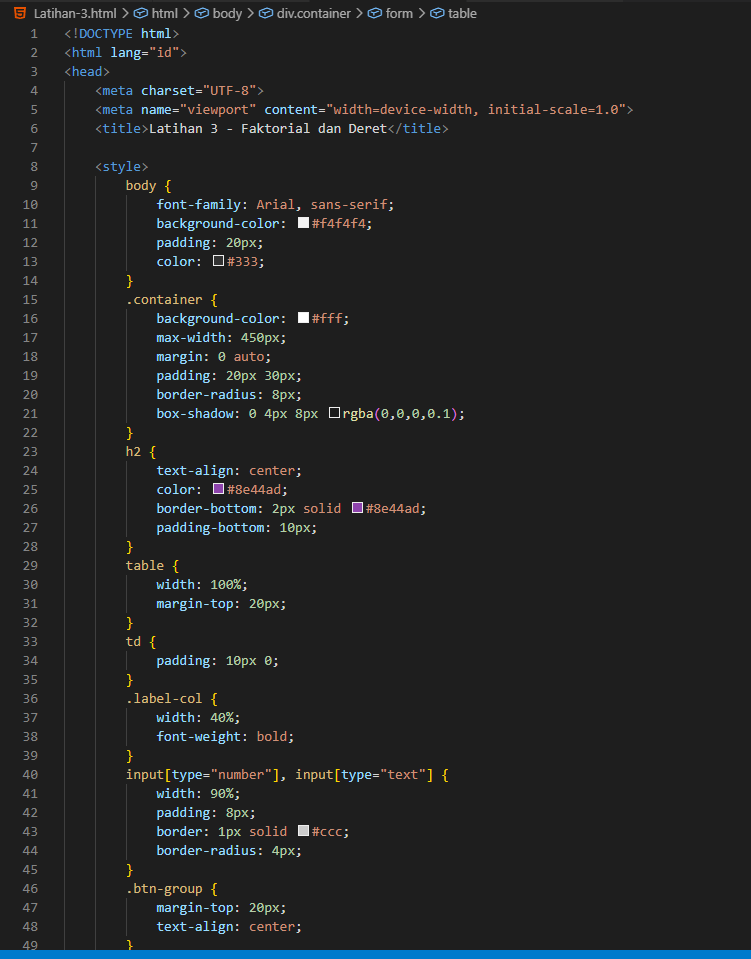 Latihan-3.html > html > body > div.container > form > table
1 <!DOCTYPE html>
2 <html lang="id">
3 <head>
4 <meta charset="UTF-8">
5 <meta name="viewport" content="width=device-width, initial-scale=1.0">
6 <title>Latihan 3 - Faktorial dan Deret</title>
7
8 <style>
9 body {
10 font-family: Arial, sans-serif;
11 background-color: #f4f4f4;
12 padding: 20px;
13 color: #333;
14 }
15 .container {
16 background-color: #fff;
17 max-width: 450px;
18 margin: 0 auto;
19 padding: 20px 30px;
20 border-radius: 8px;
21 box-shadow: 0 4px 8px rgba(0,0,0,0.1);
22 }
23 h2 {
24 text-align: center;
25 color: #8e44ad;
26 border-bottom: 2px solid #8e44ad;
27 padding-bottom: 10px;
28 }
29 table {
30 width: 100%;
31 margin-top: 20px;
32 }
33 td {
34 padding: 10px 0;
35 }
36 .label-col {
37 width: 40%;
38 font-weight: bold;
39 }
40 input[type="number"], input[type="text"] {
41 width: 90%;
42 padding: 8px;
43 border: 1px solid #ccc;
44 border-radius: 4px;
45 }
46 .btn-group {
47 margin-top: 20px;
48 text-align: center;
49 }